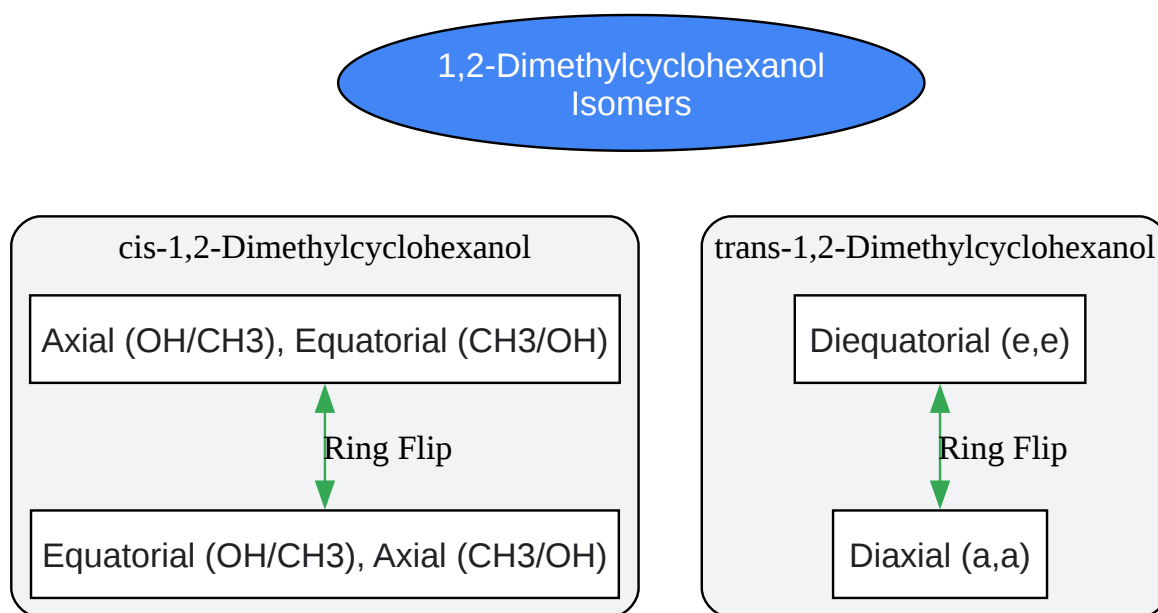 1,2-Dimethylcyclohexanol
Isomers
cis-1,2-Dimethylcyclohexanol
Axial (OH/CH3), Equatorial (CH3/OH)
Ring Flip
Equatorial (OH/CH3), Axial (CH3/OH)
trans-1,2-Dimethylcyclohexanol
Diequatorial (e,e)
Ring Flip
Diaxial (a,a)